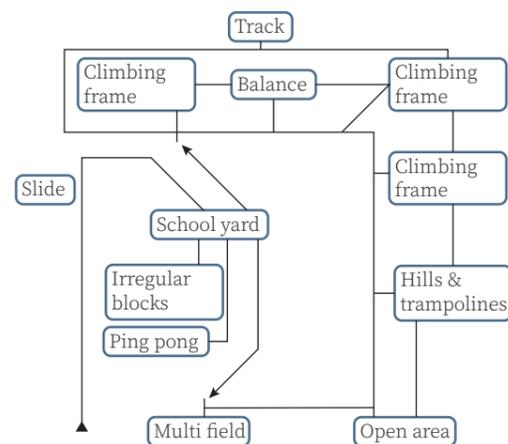 Track
Climbing
frame
Balance
Climbing
frame
Climbing
frame
Slide
School yard
Irregular
blocks
Hills &
trampolines
Ping pong
Multi field
Open area